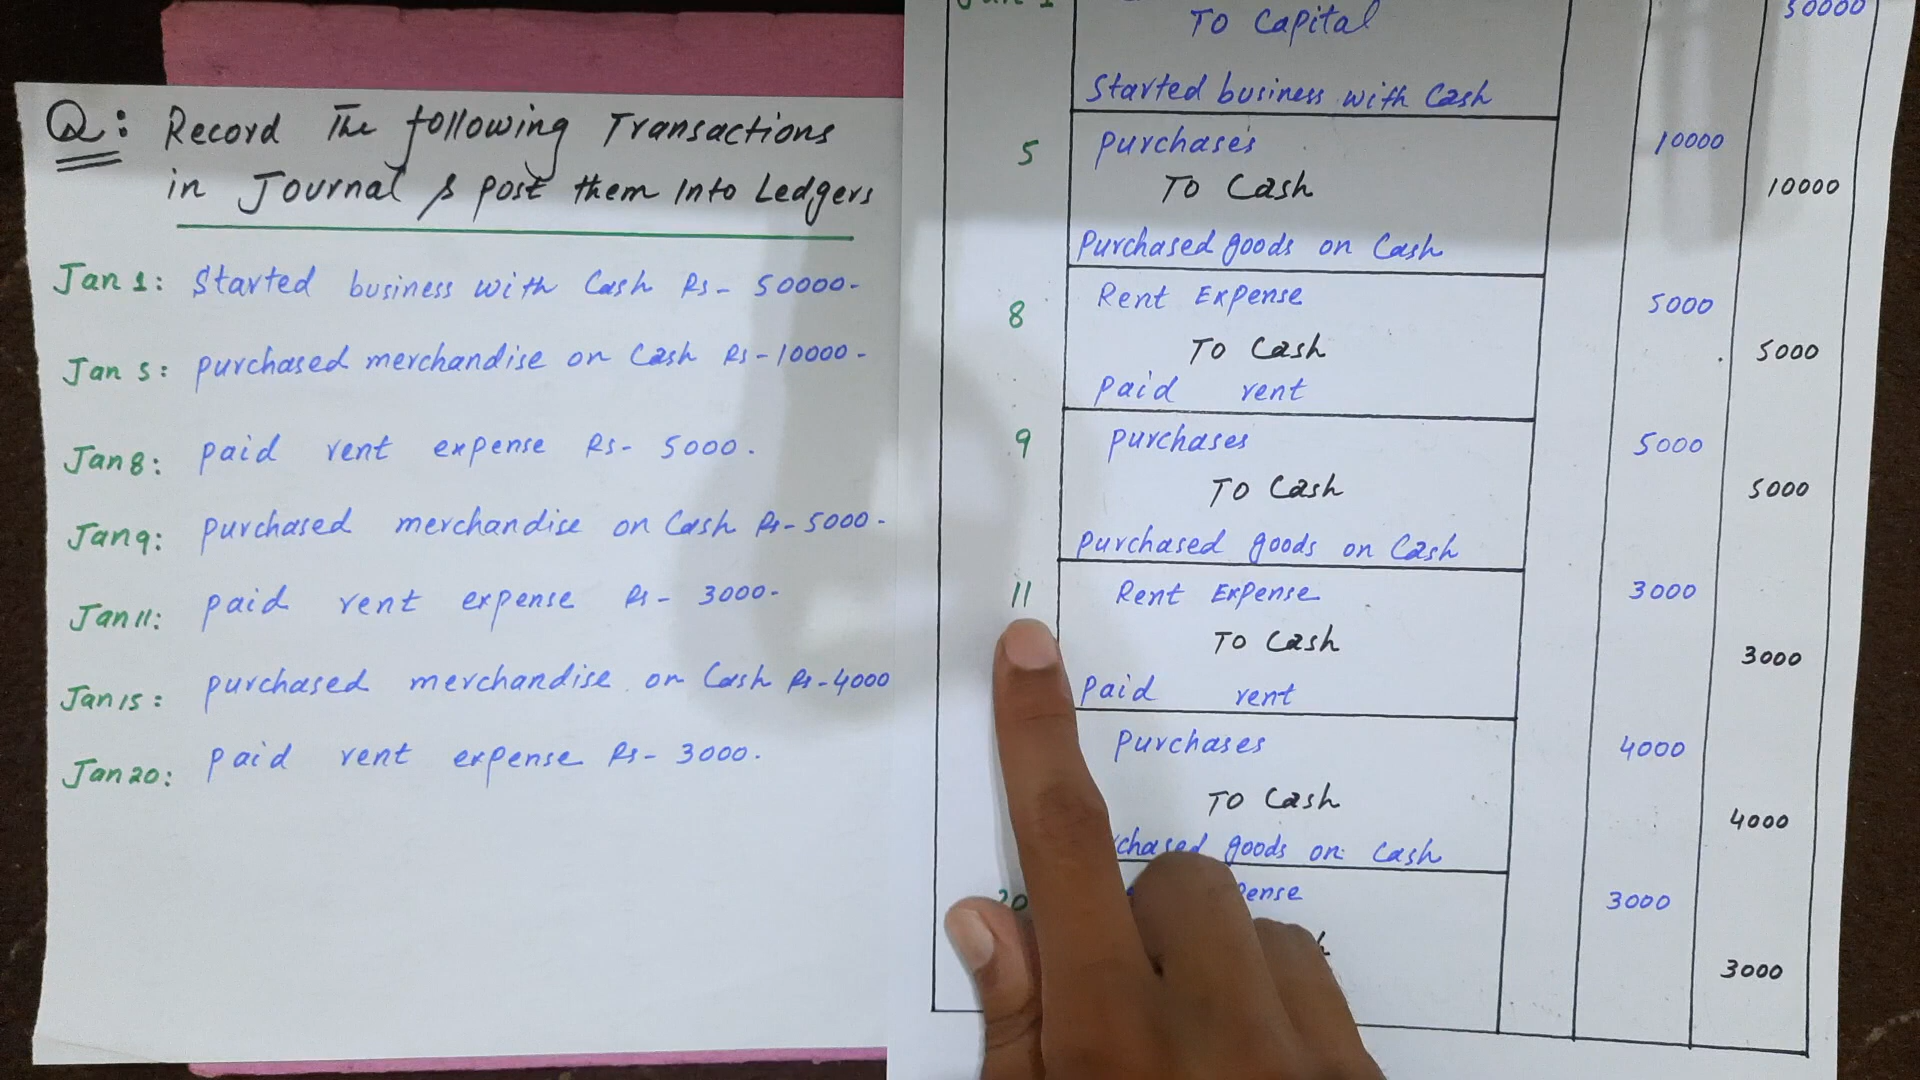 Q: Record The following Transactions
in Journal & post them Into Ledgers
Jan 1: Started business with Cash Rs- 50000-
Jan 5: purchased merchandise on Cash Rs-10000-
Jan 8: paid rent expense Rs- 5000.
Jan 9: purchased merchandise on Cash Rs-5000-
Jan 11: paid rent expense Rs- 3000-
Jan 15: purchased merchandise on Cash Rs-4000
Jan 20: paid rent expense Rs- 3000.
50000
To Capital
Started business with Cash
5 purchases 10000
To Cash 10000
purchased goods on Cash
8 Rent Expense 5000
To Cash 5000
paid rent
9 purchases 5000
To Cash 5000
purchased goods on Cash
11 Rent Expense 3000
To Cash 3000
paid rent
purchases 4000
To Cash 4000
goods on Cash
20 3000
3000